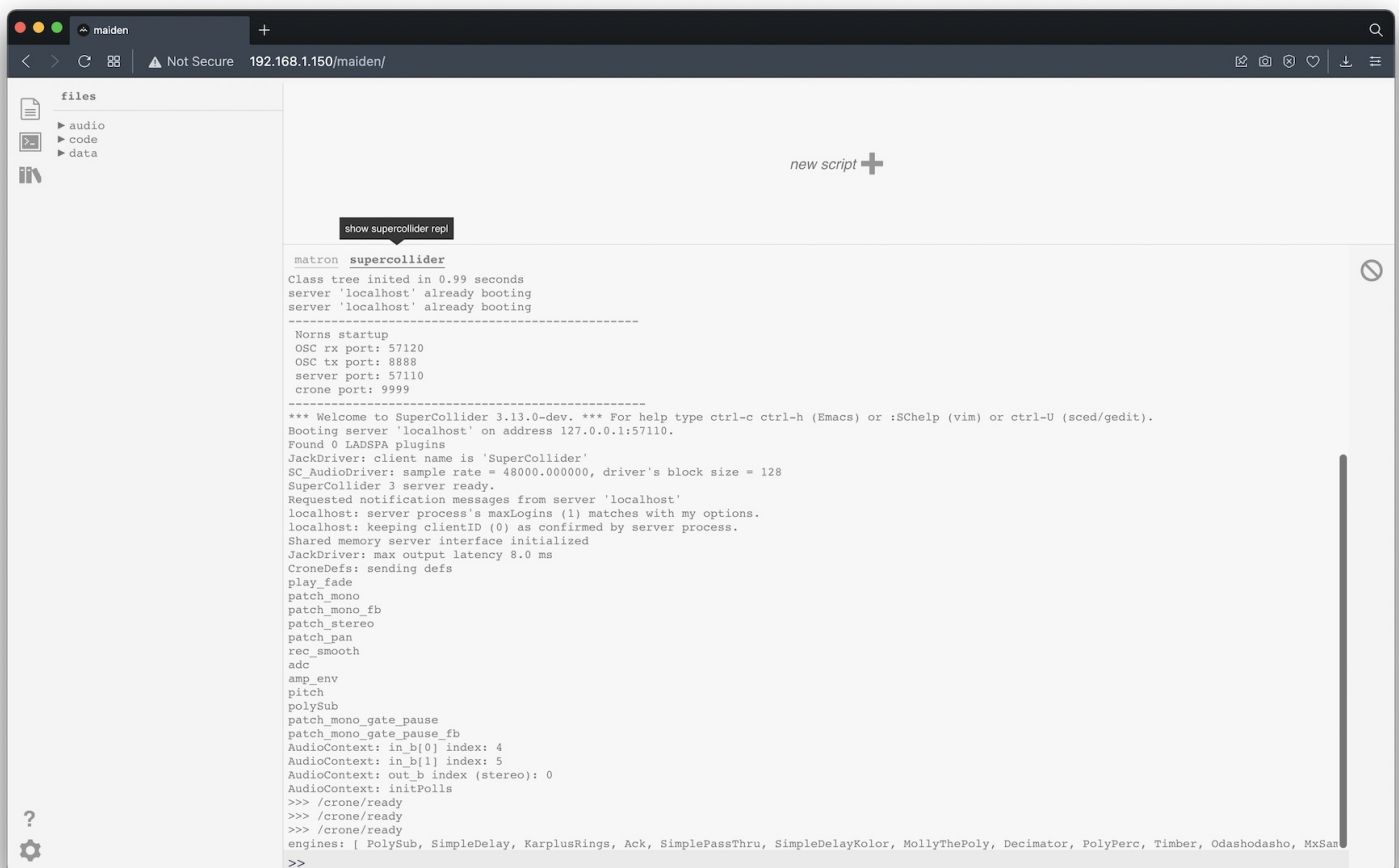 maiden
Not Secure 192.168.1.150/maiden/
files
audio
code
data
new script
show supercollider repl
matron supercollider
Class tree inited in 0.99 seconds
server 'localhost' already booting
server 'localhost' already booting
-------------------------------------------------
Norns startup
OSC rx port: 57120
OSC tx port: 8888
server port: 57110
crone port: 9999
--------------------------------------------------
*** Welcome to SuperCollider 3.13.0-dev. *** For help type ctrl-c ctrl-h (Emacs) or :SChelp (vim) or ctrl-U (sced/gedit).
Booting server 'localhost' on address 127.0.0.1:57110.
Found 0 LADSPA plugins
JackDriver: client name is 'SuperCollider'
SC_AudioDriver: sample rate = 48000.000000, driver's block size = 128
SuperCollider 3 server ready.
Requested notification messages from server 'localhost'
localhost: server process's maxLogins (1) matches with my options.
localhost: keeping clientID (0) as confirmed by server process.
Shared memory server interface initialized
JackDriver: max output latency 8.0 ms
CroneDefs: sending defs
play_fade
patch_mono
patch_mono_fb
patch_stereo
patch_pan
rec_smooth
adc
amp_env
pitch
polySub
patch_mono_gate_pause
patch_mono_gate_pause_fb
AudioContext: in_b[0] index: 4
AudioContext: in_b[1] index: 5
AudioContext: out_b index (stereo): 0
AudioContext: initPolls
>>> /crone/ready
>>> /crone/ready
>>> /crone/ready
engines: [ PolySub, SimpleDelay, KarplusRings, Ack, SimplePassThru, SimpleDelayKolor, MollyThePoly, Decimator, PolyPerc, Timber, Odashodasho, MxSam
>>
?